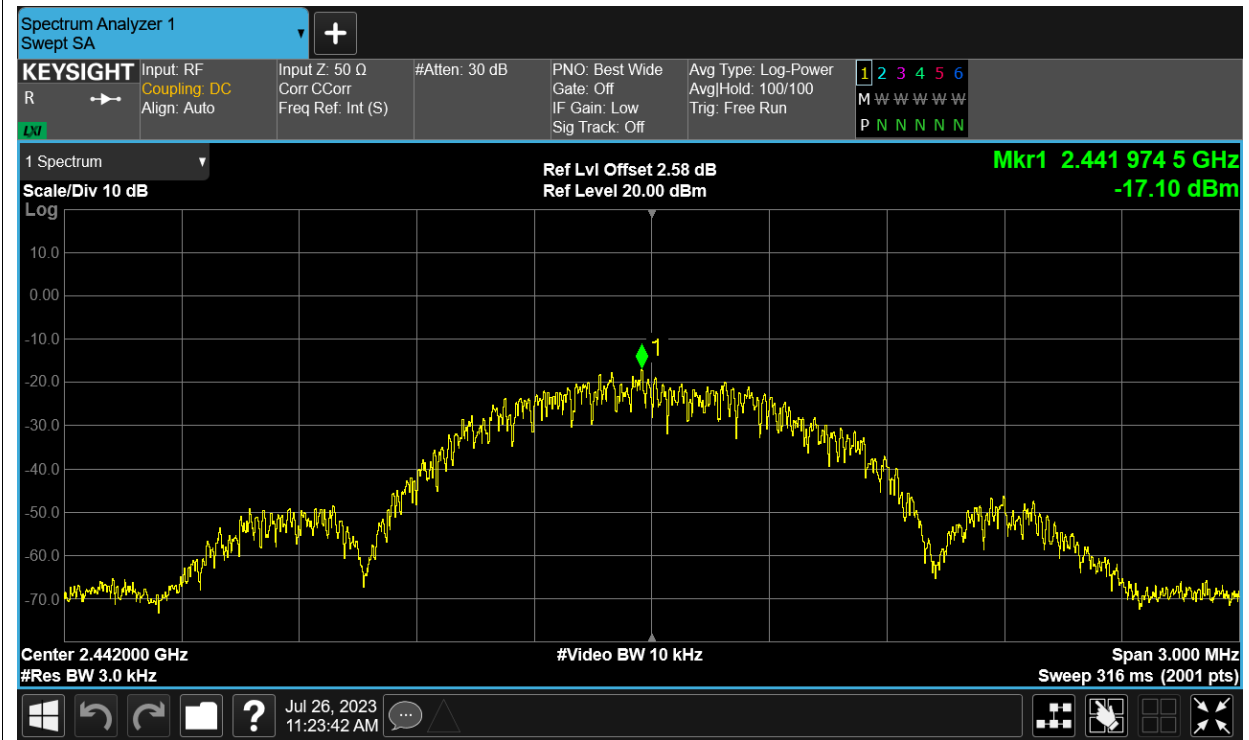 Spectrum Analyzer 1
Swept SA
KEYSIGHT
R
LXI
Input: RF
Coupling: DC
Align: Auto
Input Z: 50 Ω
Corr CCorr
Freq Ref: Int (S)
#Atten: 30 dB
PNO: Best Wide
Gate: Off
IF Gain: Low
Sig Track: Off
Avg Type: Log-Power
Avg|Hold: 100/100
Trig: Free Run
1 2 3 4 5 6
M W W W W W
P N N N N N
1 Spectrum
Scale/Div 10 dB
Log
Ref Lvl Offset 2.58 dB
Ref Level 20.00 dBm
Mkr1 2.441 974 5 GHz
-17.10 dBm
10.0
0.00
-10.0
1
-20.0
-30.0
-40.0
-50.0
-60.0
-70.0
Center 2.442000 GHz
#Res BW 3.0 kHz
#Video BW 10 kHz
Span 3.000 MHz
Sweep 316 ms (2001 pts)
?
Jul 26, 2023
11:23:42 AM